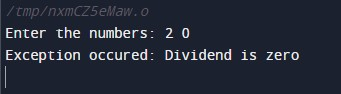 /tmp/nxmCZ5eMaw.o
Enter the numbers: 2 0
Exception occured: Dividend is zero